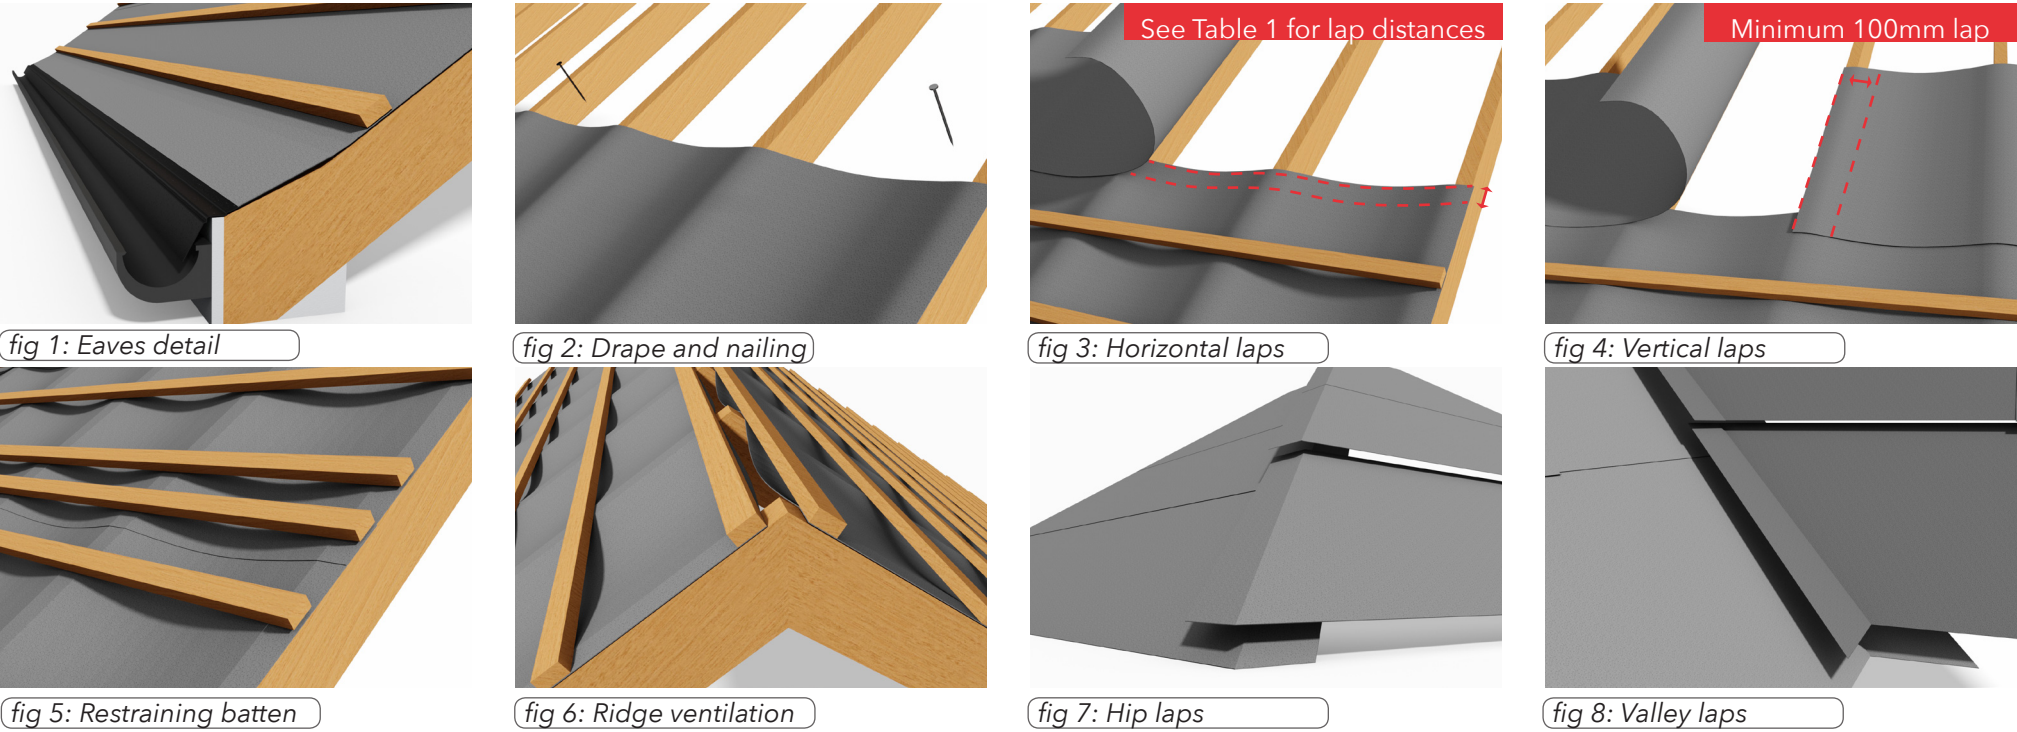 See Table 1 for lap distances
Minimum 100mm lap
fig 1: Eaves detail
fig 2: Drape and nailing
fig 3: Horizontal laps
fig 4: Vertical laps
fig 5: Restraining batten
fig 6: Ridge ventilation
fig 7: Hip laps
fig 8: Valley laps